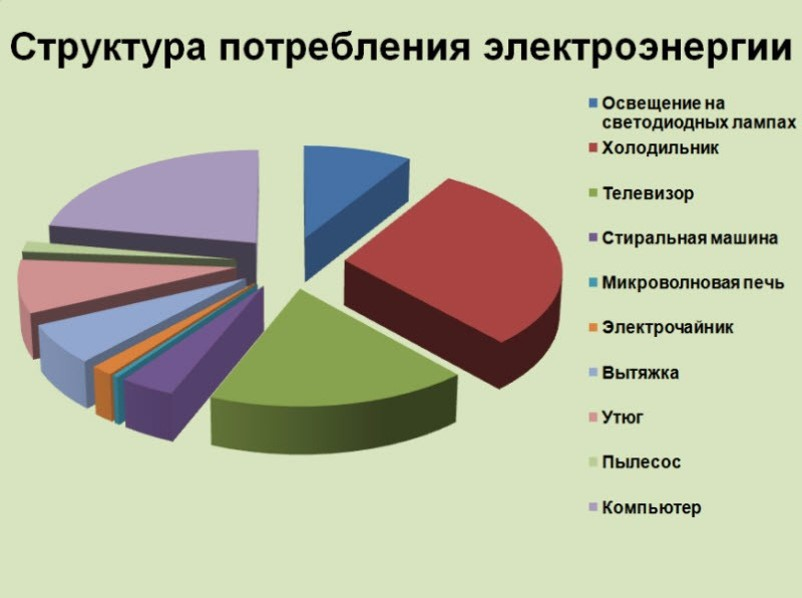 Структура потребления электроэнергии
Освещение на
светодиодных лампах
Холодильник
Телевизор
Стиральная машина
Микроволновая печь
Электрочайник
Вытяжка
Утюг
Пылесос
Компьютер